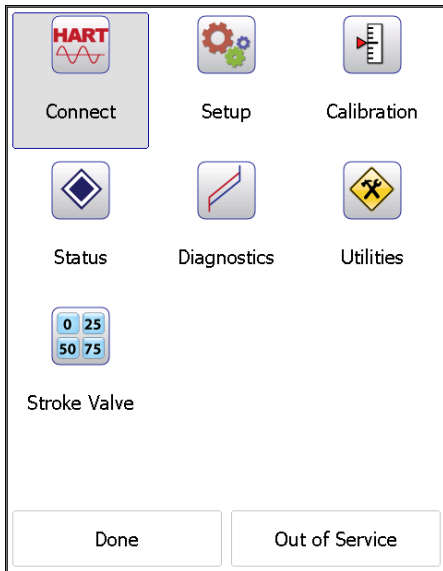 HART
Connect
Setup
Calibration
Status
Diagnostics
Utilities
0 25
50 75
Stroke Valve
Done
Out of Service